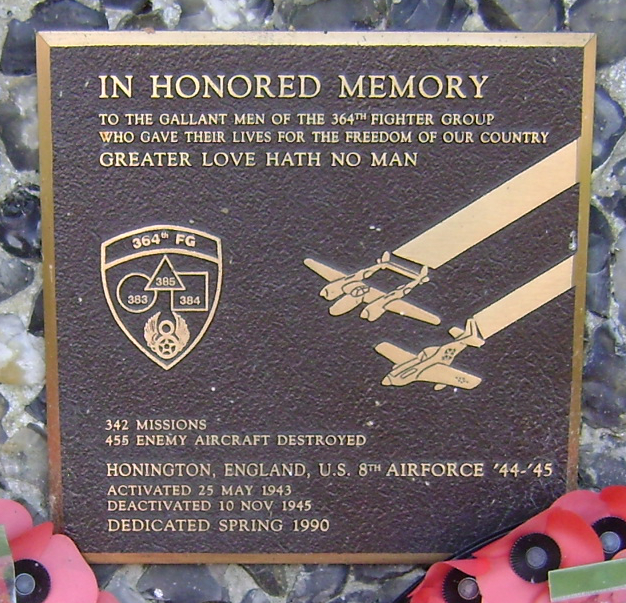 IN HONORED MEMORY
TO THE GALLANT MEN OF THE 364TH FIGHTER GROUP
WHO GAVE THEIR LIVES FOR THE FREEDOM OF OUR COUNTRY
GREATER LOVE HATH NO MAN
364th FG
385
383 384
342 MISSIONS
455 ENEMY AIRCRAFT DESTROYED
HONINGTON, ENGLAND, U.S. 8TH AIRFORCE '44-'45
ACTIVATED 25 MAY 1943
DEACTIVATED 10 NOV 1945
DEDICATED SPRING 1990